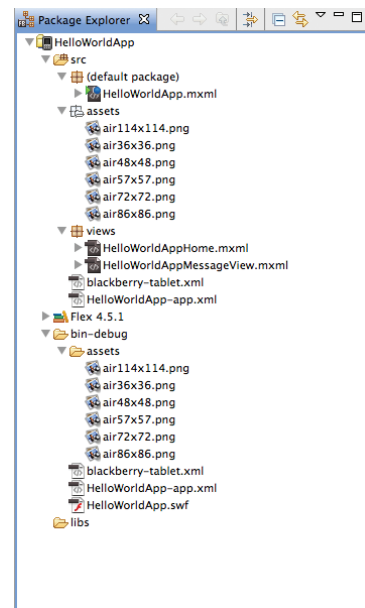 Package Explorer
HelloWorldApp
src
(default package)
HelloWorldApp.mxml
assets
air114x114.png
air36x36.png
air48x48.png
air57x57.png
air72x72.png
air86x86.png
views
HelloWorldAppHome.mxml
HelloWorldAppMessageView.mxml
blackberry-tablet.xml
HelloWorldApp-app.xml
Flex 4.5.1
bin-debug
assets
air114x114.png
air36x36.png
air48x48.png
air57x57.png
air72x72.png
air86x86.png
blackberry-tablet.xml
HelloWorldApp-app.xml
HelloWorldApp.swf
libs